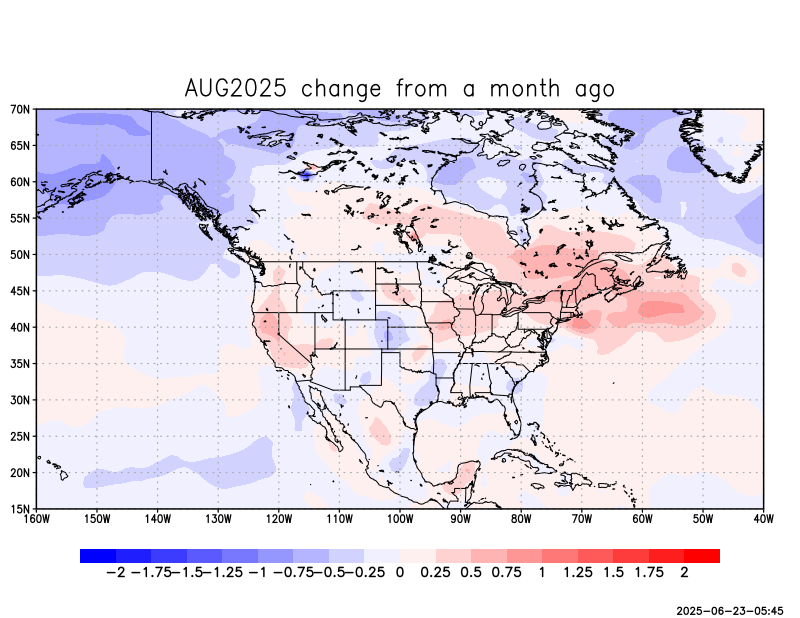 AUG2025 change from a month ago
70N
65N
60N
55N
50N
45N
40N
35N
30N
25N
20N
15N
160W 150W 140W 130W 120W 110W 100W 90W 80W 70W 60W 50W 40W
-2 -1.75 -1.5 -1.25 -1 -0.75 -0.5 -0.25 0 0.25 0.5 0.75 1 1.25 1.5 1.75 2
2025-06-23-05:45